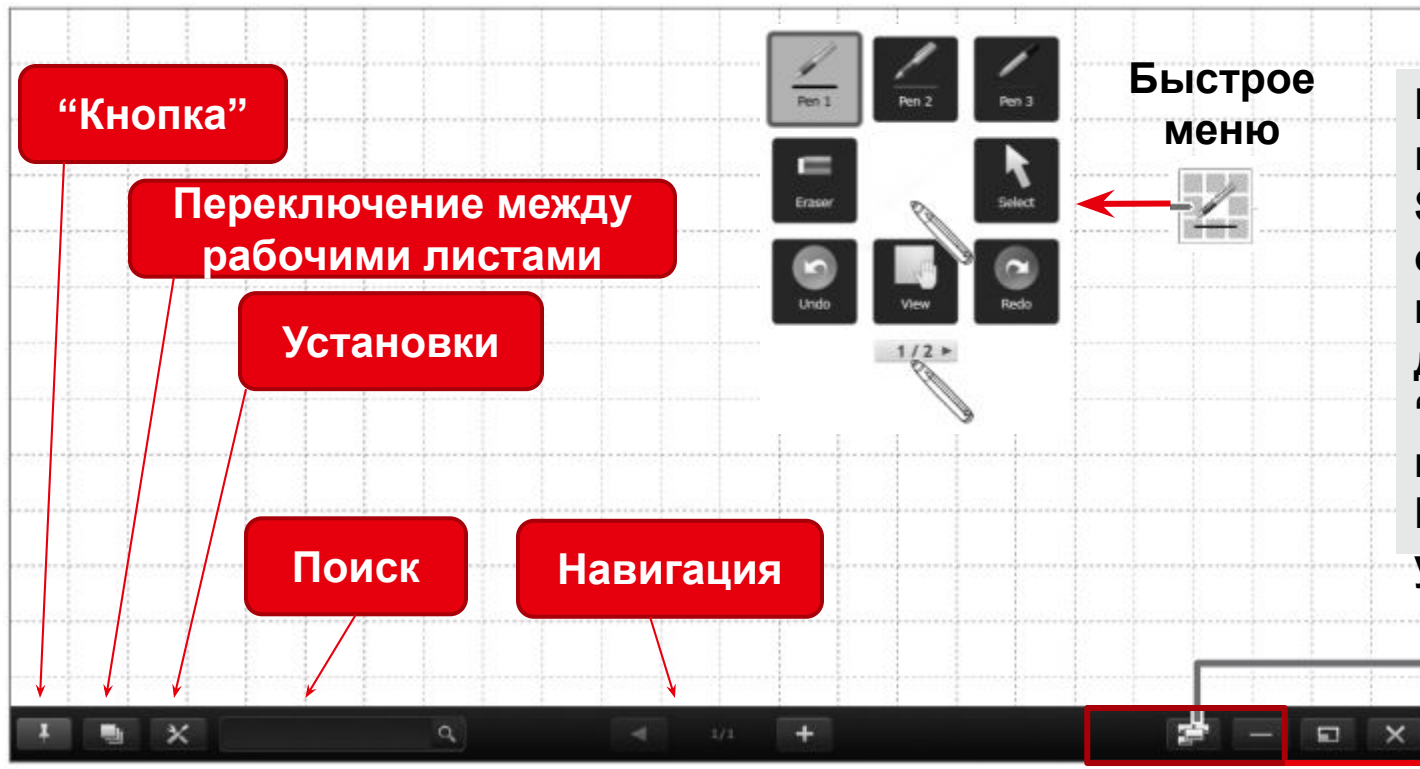 “Кнопка”
Переключение между
рабочими листами
Установки
Поиск
Навигация
Pen 1
Pen 2
Pen 3
Eraser
Select
Undo
View
Redo
1 / 2
Быстрое
меню
1/1